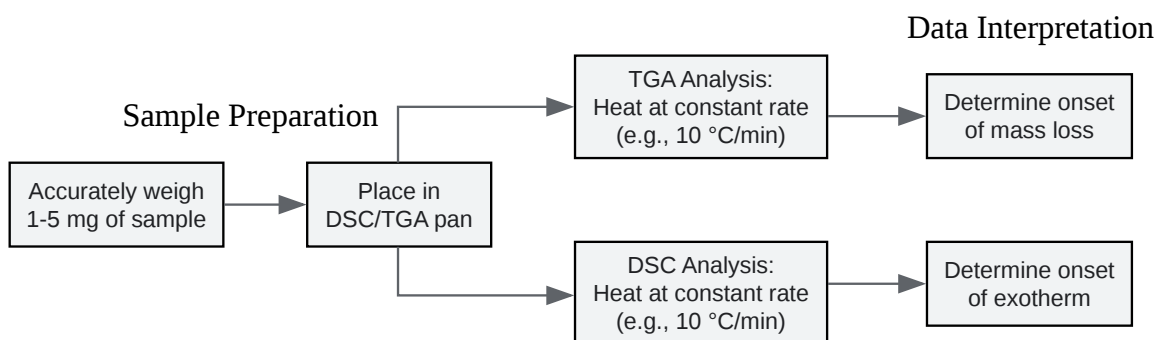 Data Interpretation
Sample Preparation
Accurately weigh
1-5 mg of sample
Place in
DSC/TGA pan
TGA Analysis:
Heat at constant rate
(e.g., 10 °C/min)
Determine onset
of mass loss
DSC Analysis:
Heat at constant rate
(e.g., 10 °C/min)
Determine onset
of exotherm